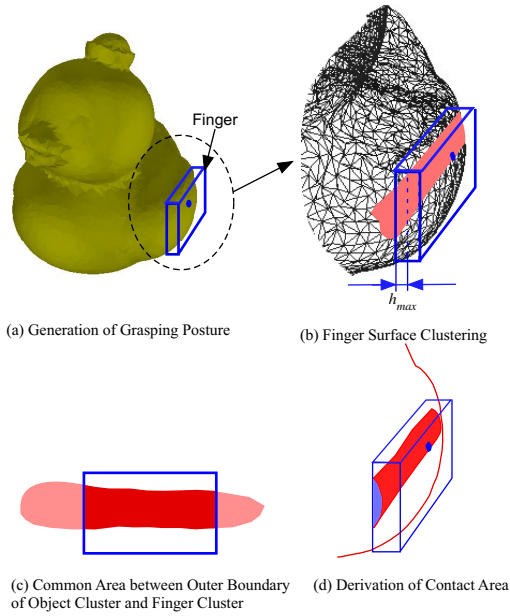 Finger
h_max
(a) Generation of Grasping Posture
(b) Finger Surface Clustering
(c) Common Area between Outer Boundary
of Object Cluster and Finger Cluster
(d) Derivation of Contact Area